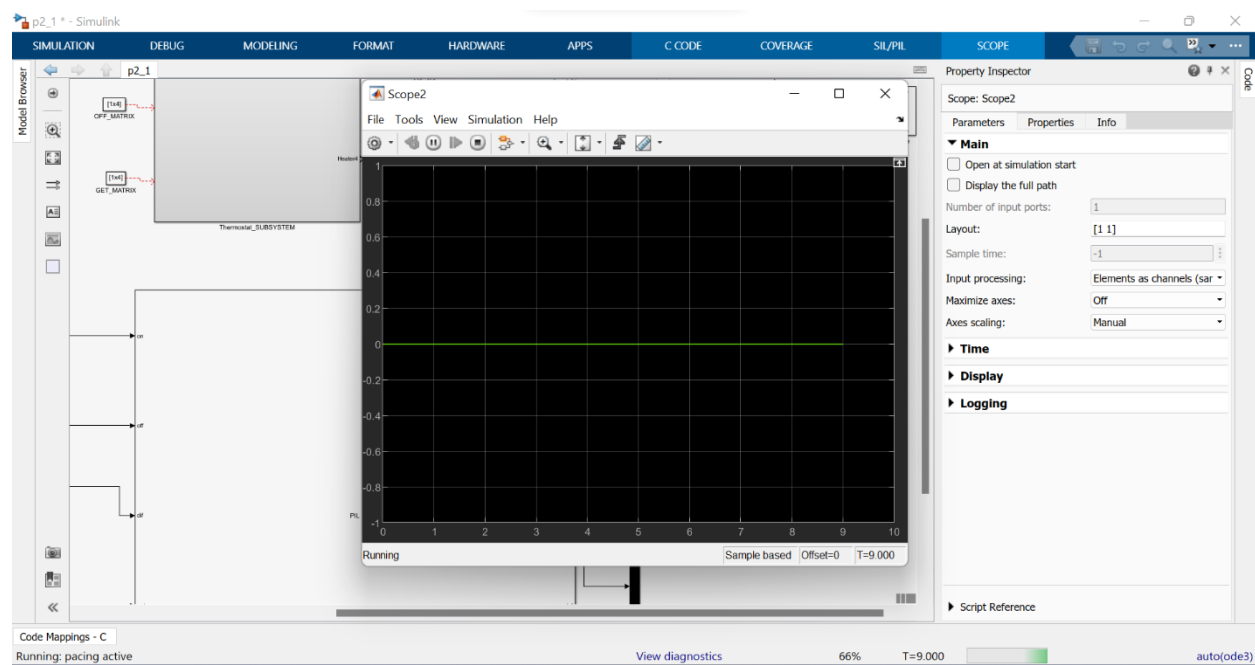 p2_1 * - Simulink
SIMULATION DEBUG MODELING FORMAT HARDWARE APPS C CODE COVERAGE SIL/PIL SCOPE
Model Browser
p2_1
[1x4]
OFF_MATRIX
[1x4]
GET_MATRIX
Thermostat_SUBSYSTEM
on
off
dif
PIL
Scope2
File Tools View Simulation Help
1
0.8
0.6
0.4
0.2
0
-0.2
-0.4
-0.6
-0.8
-1
0 1 2 3 4 5 6 7 8 9 10
Running
Sample based Offset=0 T=9.000
Property Inspector
Code
Scope: Scope2
Parameters Properties Info
Main
Open at simulation start
Display the full path
Number of input ports: 1
Layout: [1 1]
Sample time: -1
Input processing: Elements as channels (sar
Maximize axes: Off
Axes scaling: Manual
Time
Display
Logging
Script Reference
Code Mappings - C
Running: pacing active View diagnostics 66% T=9.000 auto(ode3)